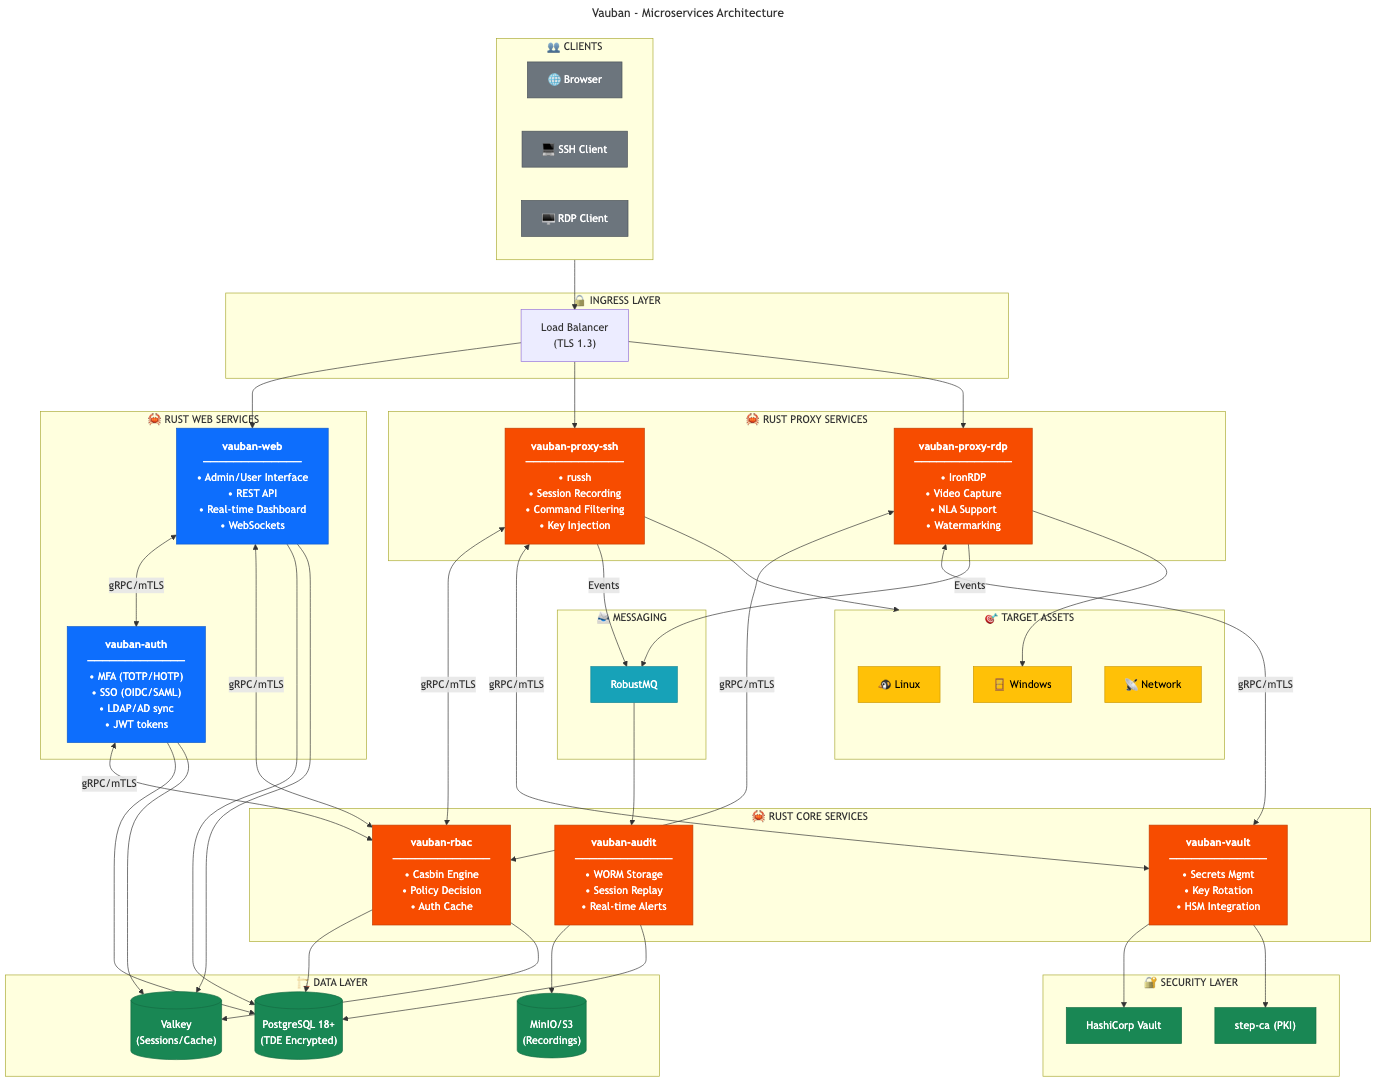 Vauban - Microservices Architecture
👥 CLIENTS
🌐 Browser
💻 SSH Client
🖥️ RDP Client
🔒 INGRESS LAYER
Load Balancer
(TLS 1.3)
🦀 RUST WEB SERVICES
vauban-web
• Admin/User Interface
• REST API
• Real-time Dashboard
• WebSockets
gRPC/mTLS
vauban-auth
• MFA (TOTP/HOTP)
• SSO (OIDC/SAML)
• LDAP/AD sync
• JWT tokens
gRPC/mTLS
gRPC/mTLS
🦀 RUST PROXY SERVICES
vauban-proxy-ssh
• russh
• Session Recording
• Command Filtering
• Key Injection
vauban-proxy-rdp
• IronRDP
• Video Capture
• NLA Support
• Watermarking
Events
Events
gRPC/mTLS
gRPC/mTLS
gRPC/mTLS
gRPC/mTLS
📨 MESSAGING
RobustMQ
🎯 TARGET ASSETS
🐧 Linux
🪟 Windows
📡 Network
🦀 RUST CORE SERVICES
vauban-rbac
• Casbin Engine
• Policy Decision
• Auth Cache
vauban-audit
• WORM Storage
• Session Replay
• Real-time Alerts
vauban-vault
• Secrets Mgmt
• Key Rotation
• HSM Integration
DATA LAYER
Valkey
(Sessions/Cache)
PostgreSQL 18+
(TDE Encrypted)
MinIO/S3
(Recordings)
🔐 SECURITY LAYER
HashiCorp Vault
step-ca (PKI)